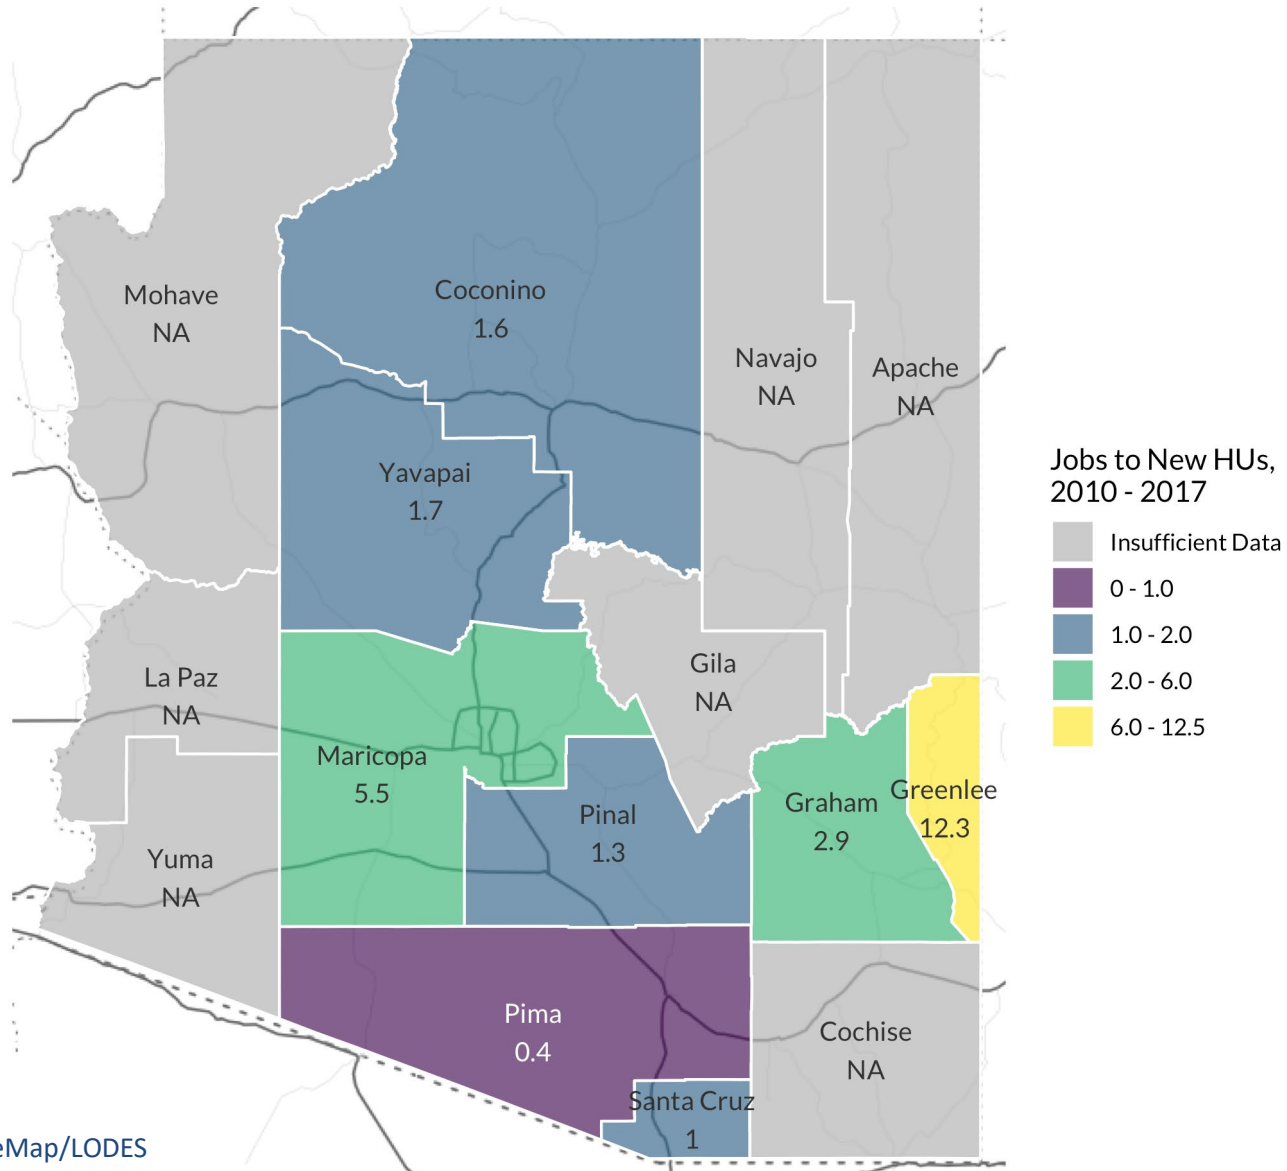 Mohave
NA
Coconino
1.6
Navajo
NA
Apache
NA
Yavapai
1.7
Jobs to New HUs,
2010 - 2017
Insufficient Data
0 - 1.0
1.0 - 2.0
2.0 - 6.0
6.0 - 12.5
La Paz
NA
Gila
NA
Maricopa
5.5
Pinal
1.3
Graham
2.9
Greenlee
12.3
Yuma
NA
Pima
0.4
Cochise
NA
Santa Cruz
1
eMap/LODES